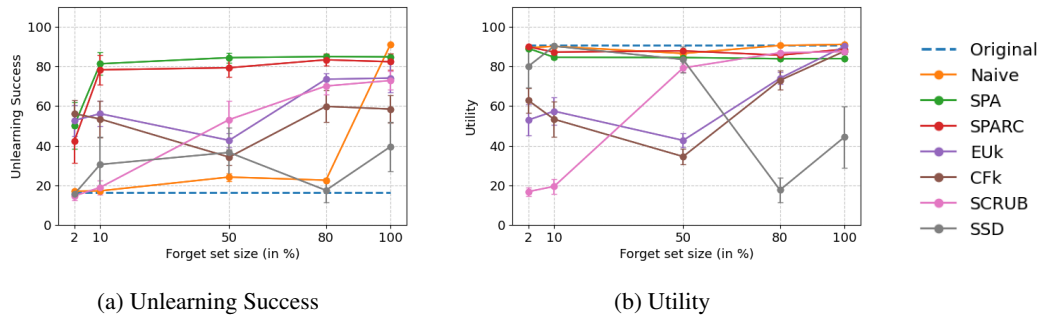 100
80
60
40
20
0
Unlearning Success
2 10 50 80 100
Forget set size (in %)
(a) Unlearning Success
100
80
60
40
20
0
Utility
2 10 50 80 100
Forget set size (in %)
(b) Utility
Original
Naive
SPA
SPARC
EUk
CFk
SCRUB
SSD